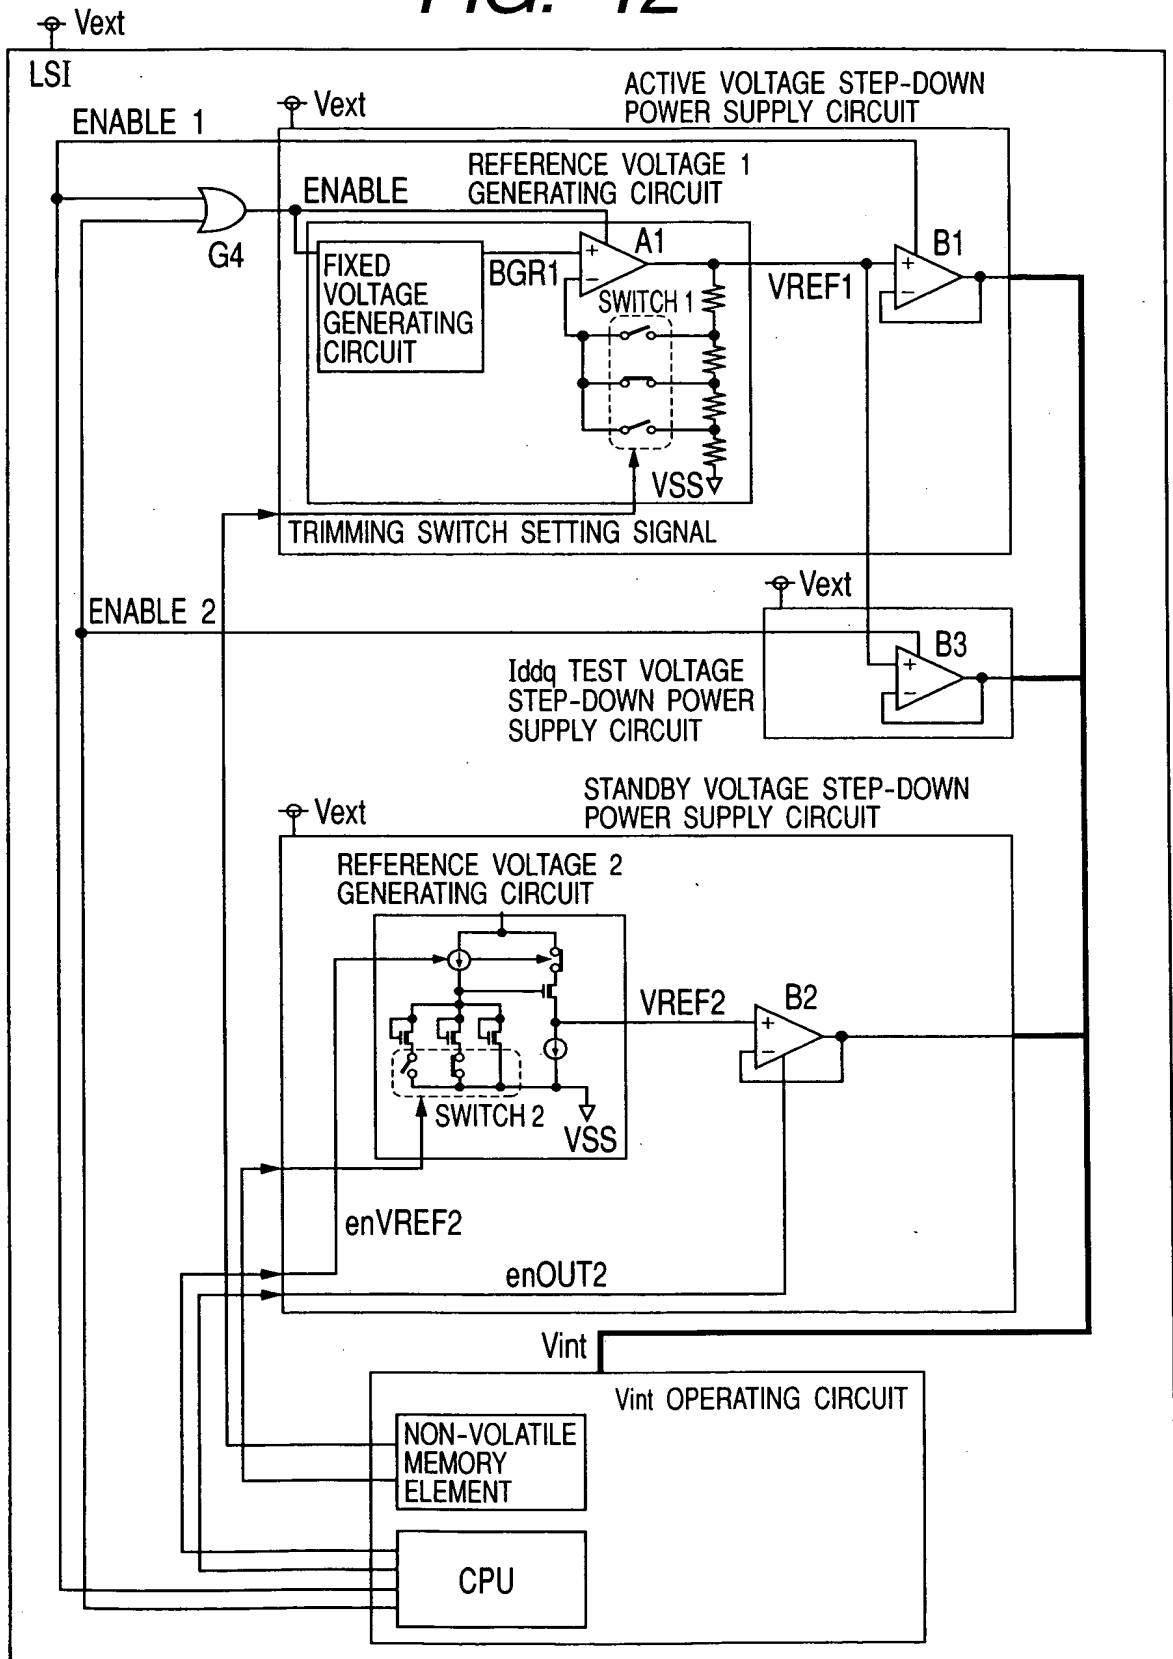 FIG. 12
Vext
LSI
ENABLE 1
Vext
ACTIVE VOLTAGE STEP-DOWN
POWER SUPPLY CIRCUIT
REFERENCE VOLTAGE 1
GENERATING CIRCUIT
ENABLE
G4
FIXED
VOLTAGE
GENERATING
CIRCUIT
BGR1
A1
+
−
SWITCH 1
VREF1
B1
+
−
VSS
TRIMMING SWITCH SETTING SIGNAL
Vext
ENABLE 2
B3
+
−
Iddq TEST VOLTAGE
STEP-DOWN POWER
SUPPLY CIRCUIT
STANDBY VOLTAGE STEP-DOWN
POWER SUPPLY CIRCUIT
Vext
REFERENCE VOLTAGE 2
GENERATING CIRCUIT
VREF2
B2
+
−
SWITCH 2
VSS
enVREF2
enOUT2
Vint
Vint OPERATING CIRCUIT
NON-VOLATILE
MEMORY
ELEMENT
CPU